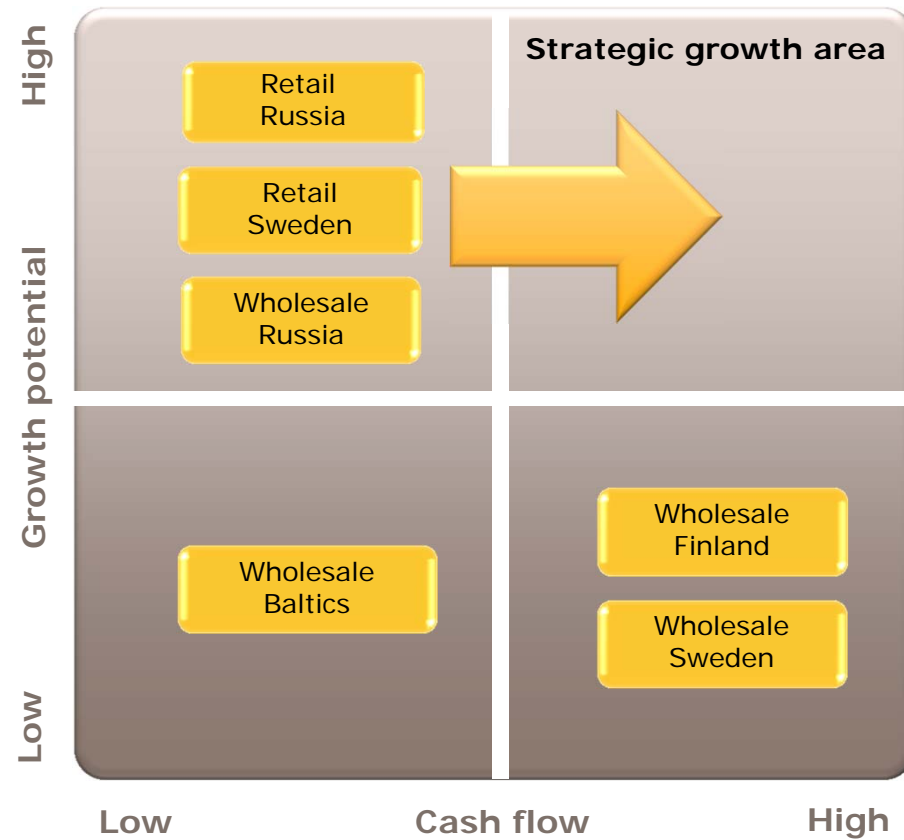 High
Growth potential
Low
Strategic growth area
Retail
Russia
Retail
Sweden
Wholesale
Russia
Wholesale
Baltics
Wholesale
Finland
Wholesale
Sweden
Low
Cash flow
High